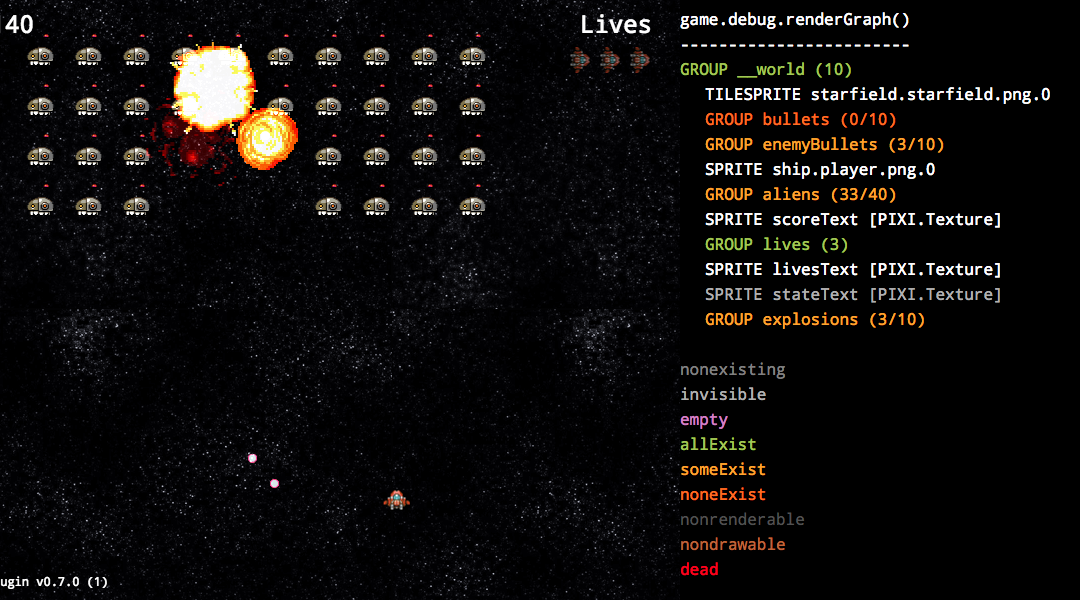 40
Lives
game.debug.renderGraph()
------------------------
GROUP __world (10)
TILESPRITE starfield.starfield.png.0
GROUP bullets (0/10)
GROUP enemyBullets (3/10)
SPRITE ship.player.png.0
GROUP aliens (33/40)
SPRITE scoreText [PIXI.Texture]
GROUP lives (3)
SPRITE livesText [PIXI.Texture]
SPRITE stateText [PIXI.Texture]
GROUP explosions (3/10)
nonexisting
invisible
empty
allExist
someExist
noneExist
nonrenderable
nondrawable
dead
ugin v0.7.0 (1)